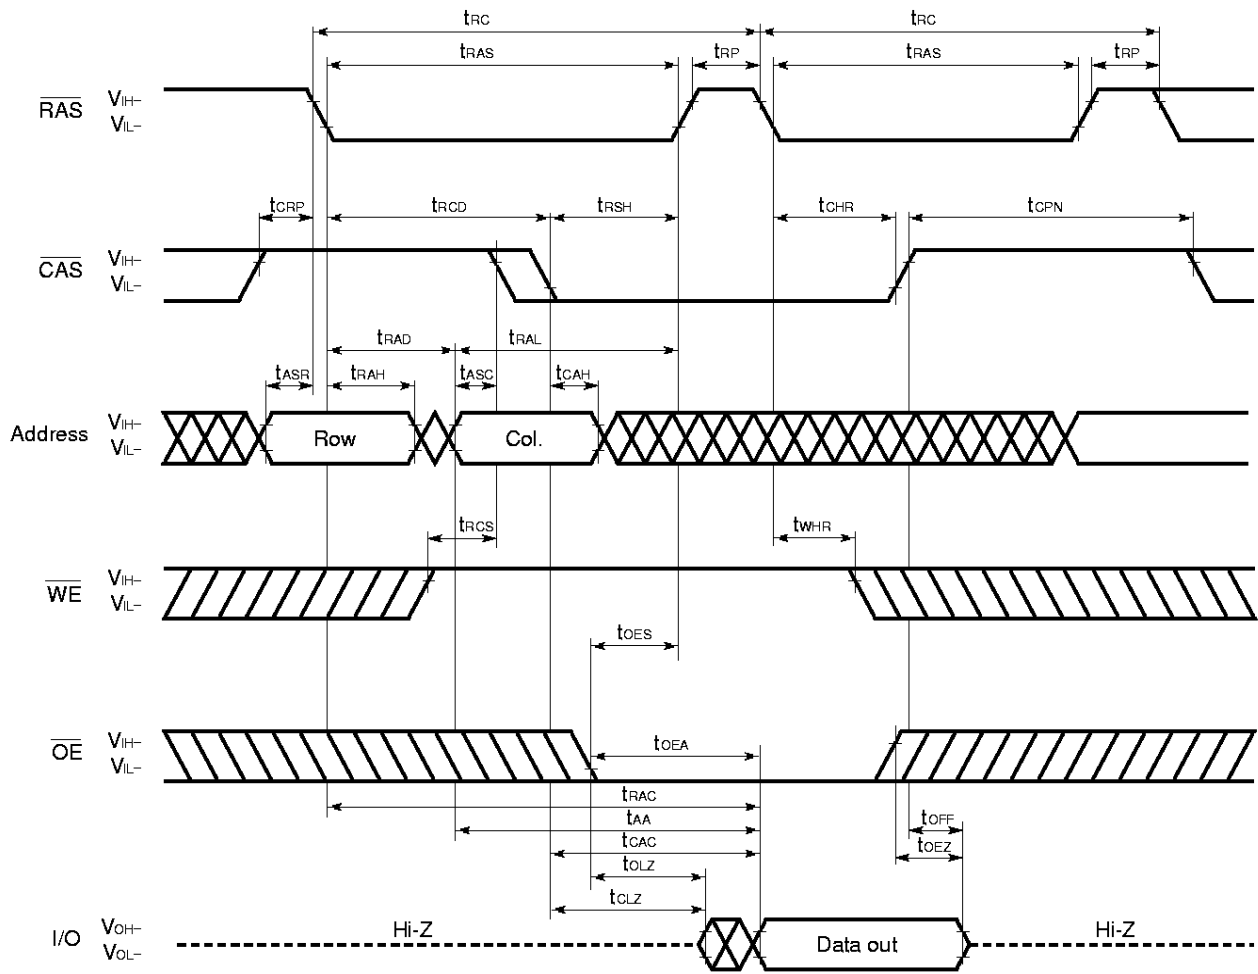 tRC tRC
tRAS tRP tRAS tRP
RAS VIH–
VIL–
tCRP tRCD tRSH tCHR tCPN
CAS VIH–
VIL–
tRAD tRAL
tASR tRAH tASC tCAH
Address VIH–
VIL–
Row Col.
tRCS tWHR
WE VIH–
VIL–
tOES
OE VIH–
VIL–
tOEA
tRAC
tAA tOFF
tCAC tOEZ
tOLZ
tCLZ
I/O VOH–
VOL–
Hi-Z Data out Hi-Z